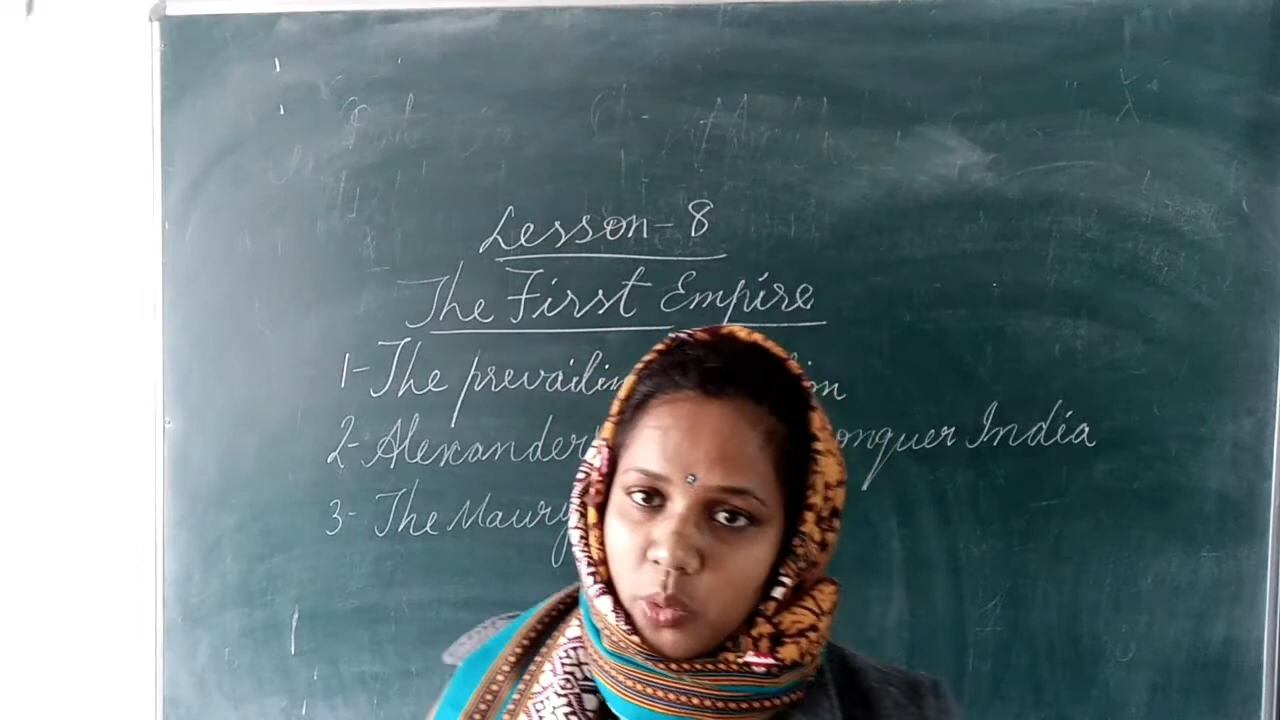 Lesson-8
The First Empire
1- The prevailin
2- Alexander onquer India
3- The Maury